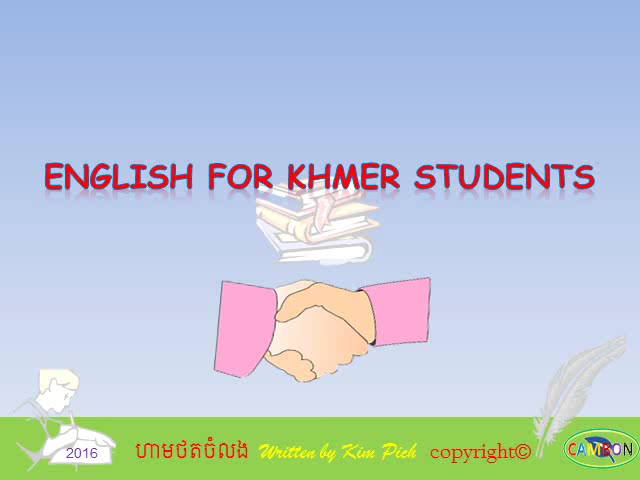 ENGLISH FOR KHMER STUDENTS
2016 ហាមថតចំលង Written by Kim Pich copyright© CAMBON